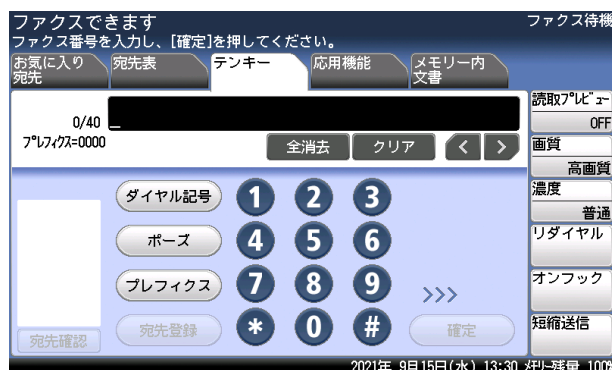 ファクスできます
ファクス待機
ファクス番号を入力し、[確定]を押してください。
お気に入り
宛先
宛先表
テンキー
応用機能
メモリー内
文書
0/40
ﾌﾟﾚﾌｨｸｽ=0000
全消去
クリア
<
>
読取ﾌﾟﾚﾋﾞｭｰ
OFF
画質
高画質
濃度
普通
リダイヤル
オンフック
短縮送信
ダイヤル記号
1
2
3
ポーズ
4
5
6
プレフィクス
7
8
9
>>>
宛先確認
宛先登録
*
0
#
確定
2021年 9月15日(水) 13:30 ﾒﾓﾘｰ残量 100%